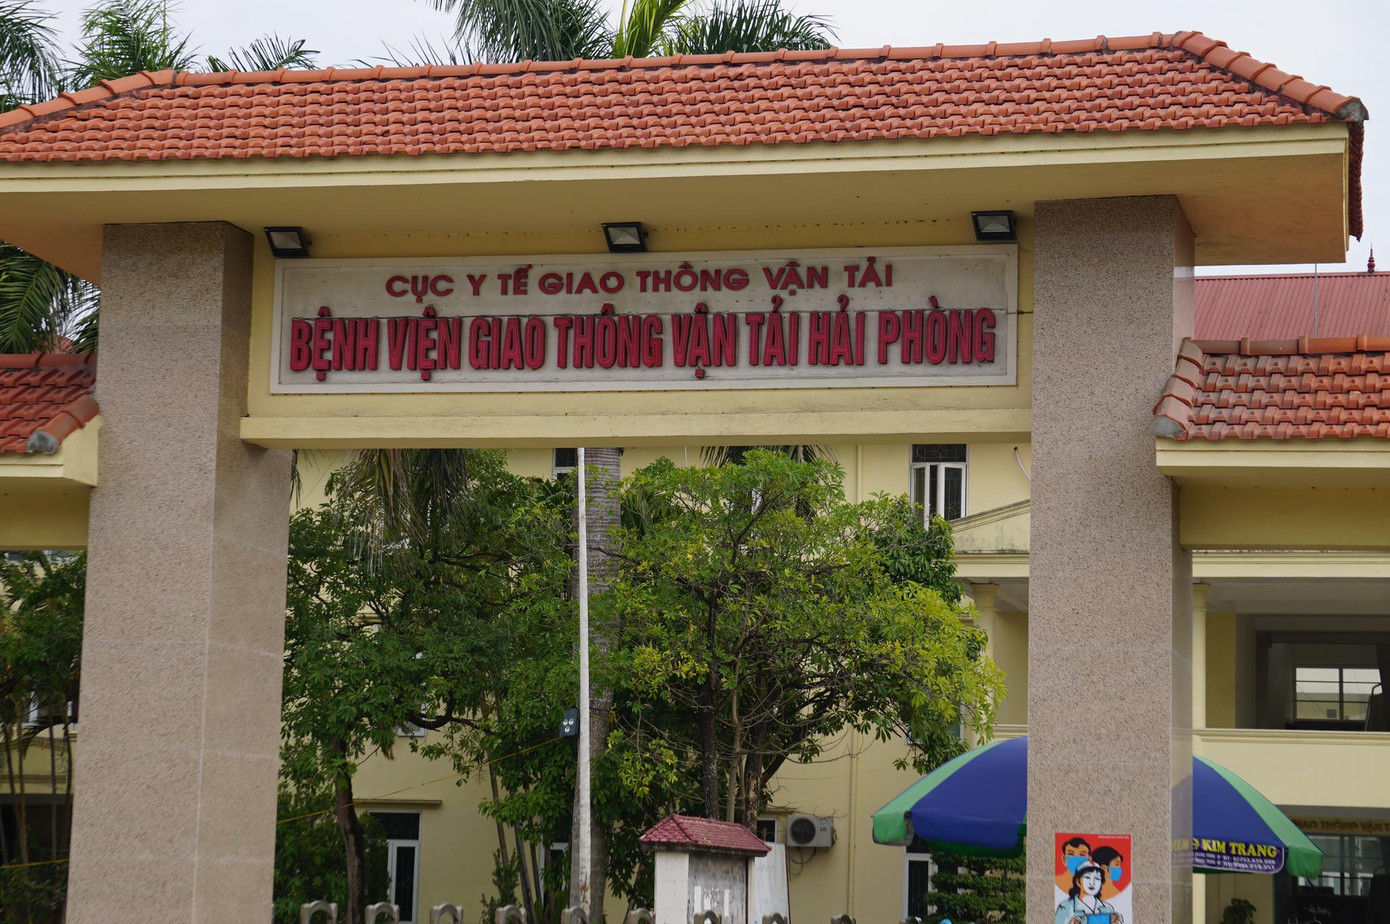 CỤC Y TẾ GIAO THÔNG VẬN TẢI
BỆNH VIỆN GIAO THÔNG VẬN TẢI HẢI PHÒNG
KIM TRANG